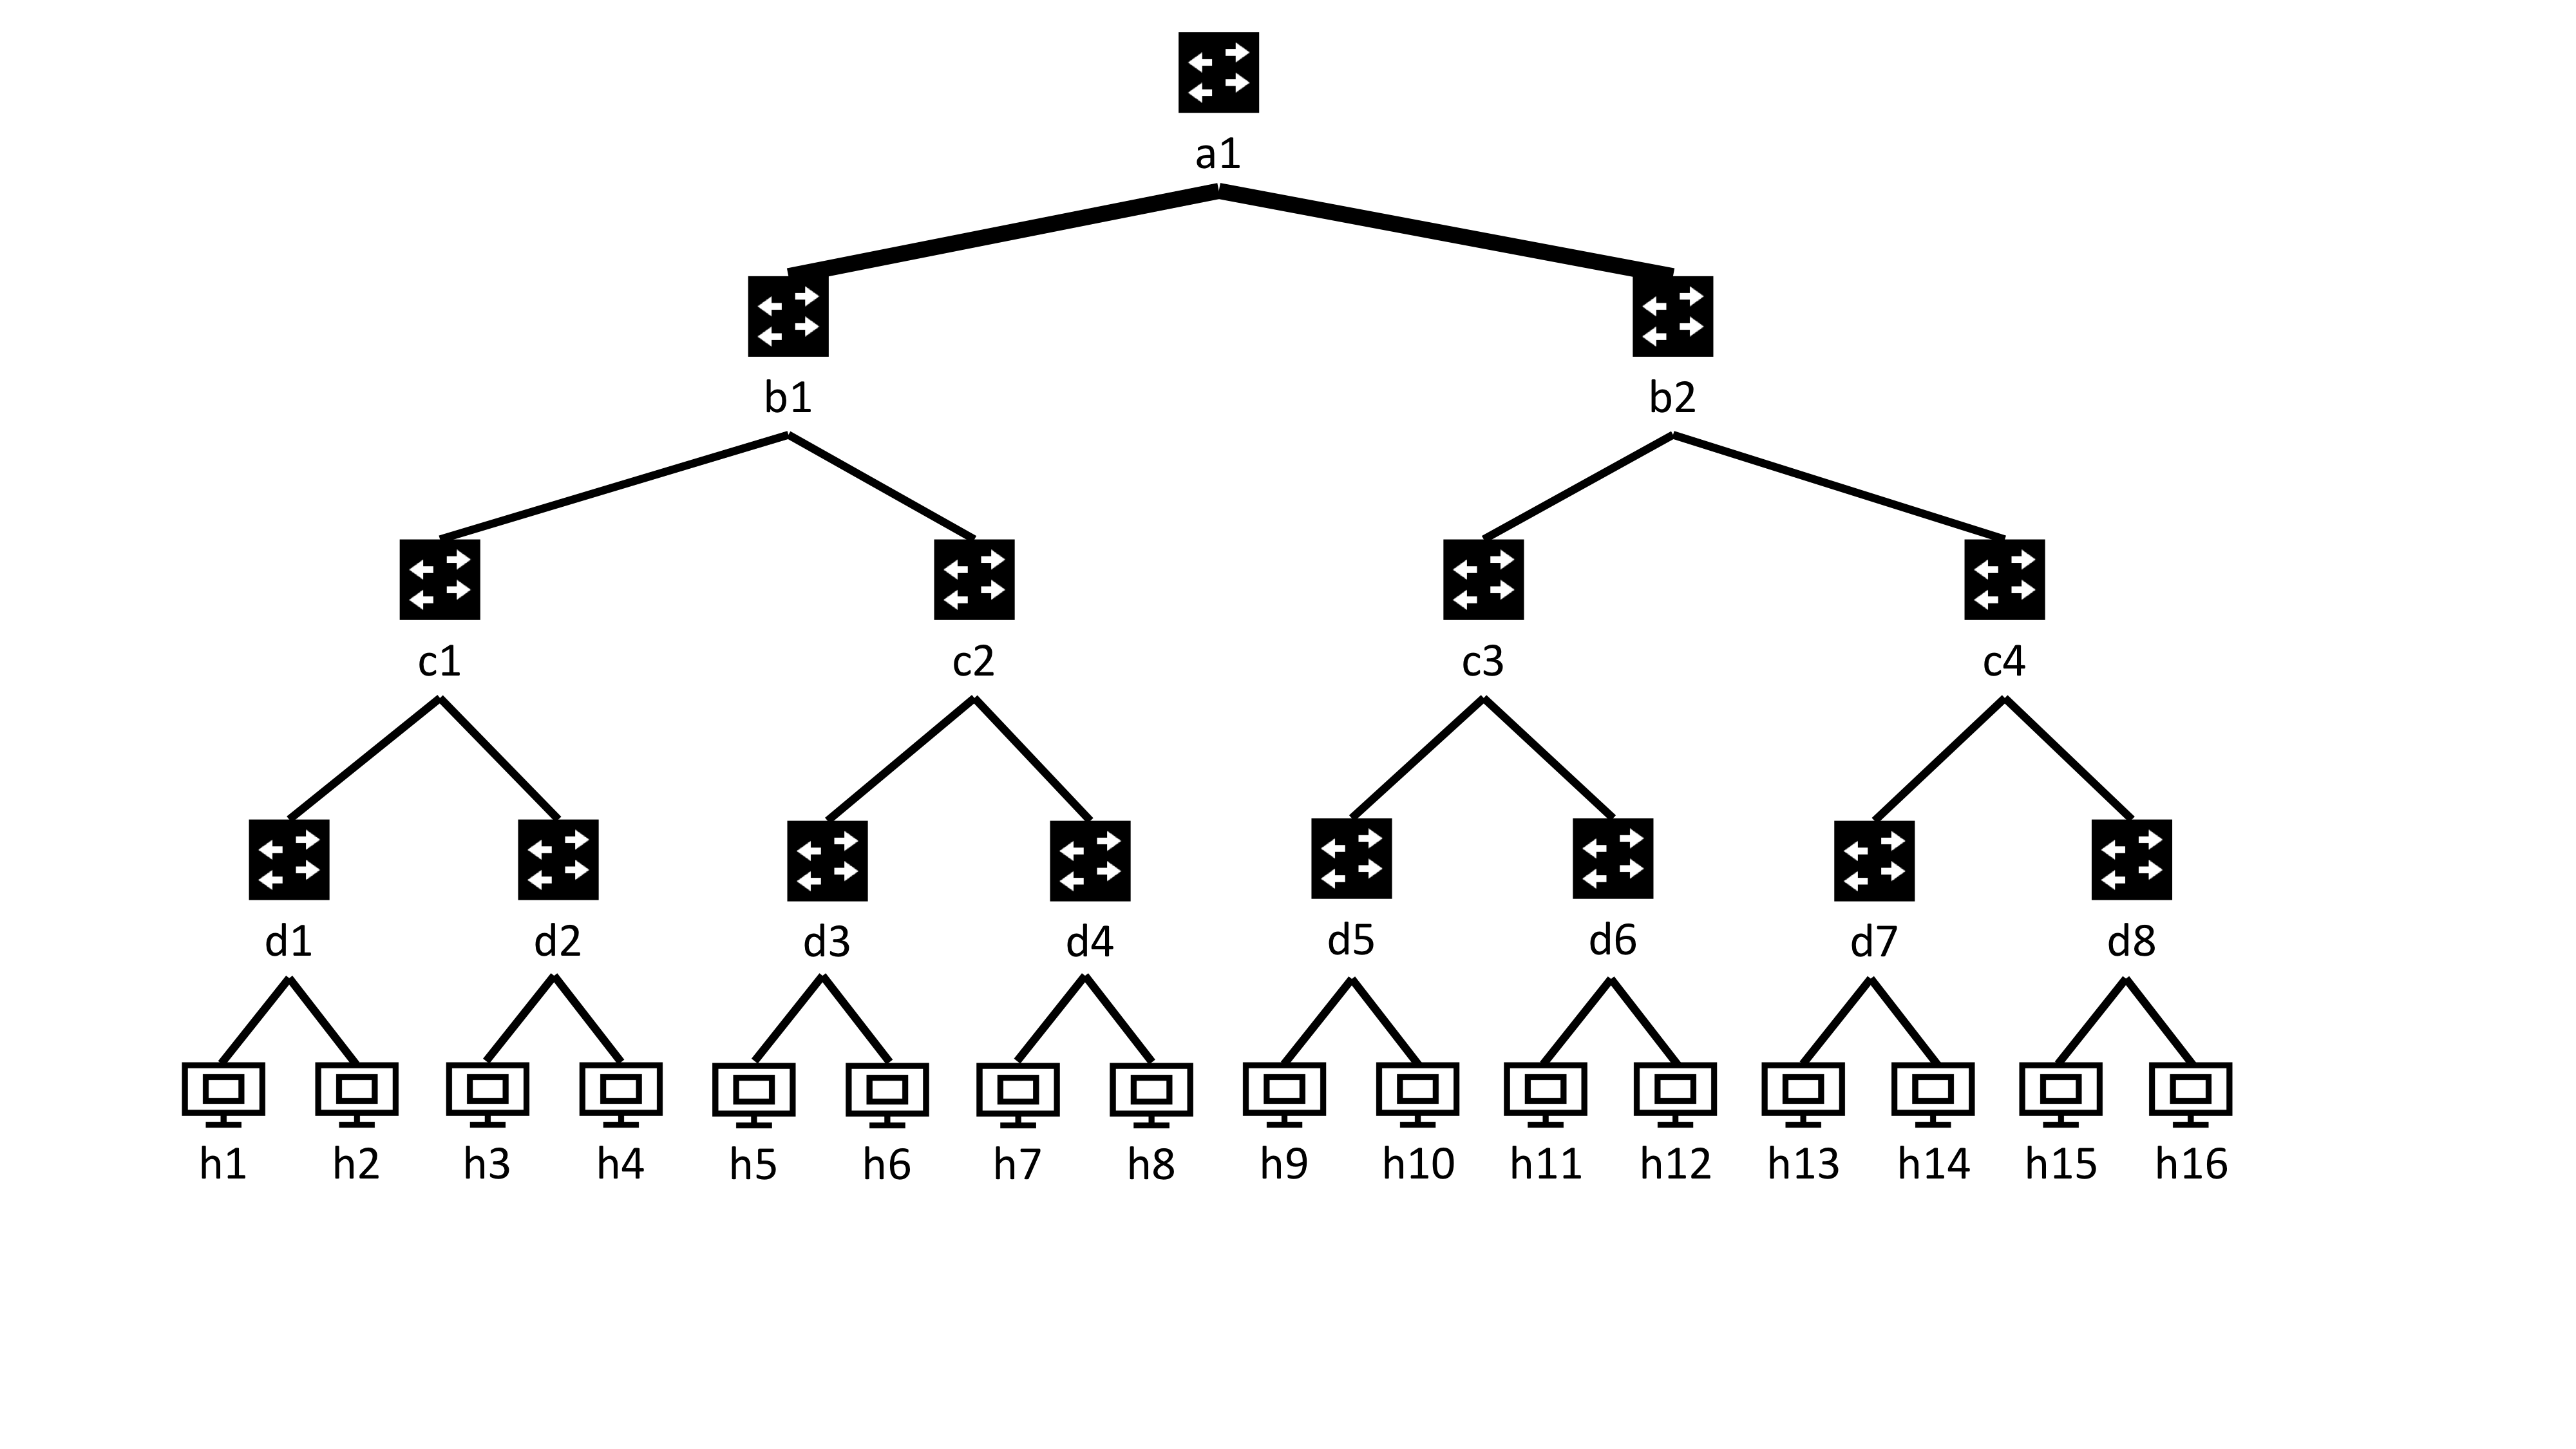 a1
b1 b2
c1 c2 c3 c4
d1 d2 d3 d4 d5 d6 d7 d8
h1 h2 h3 h4 h5 h6 h7 h8 h9 h10 h11 h12 h13 h14 h15 h16